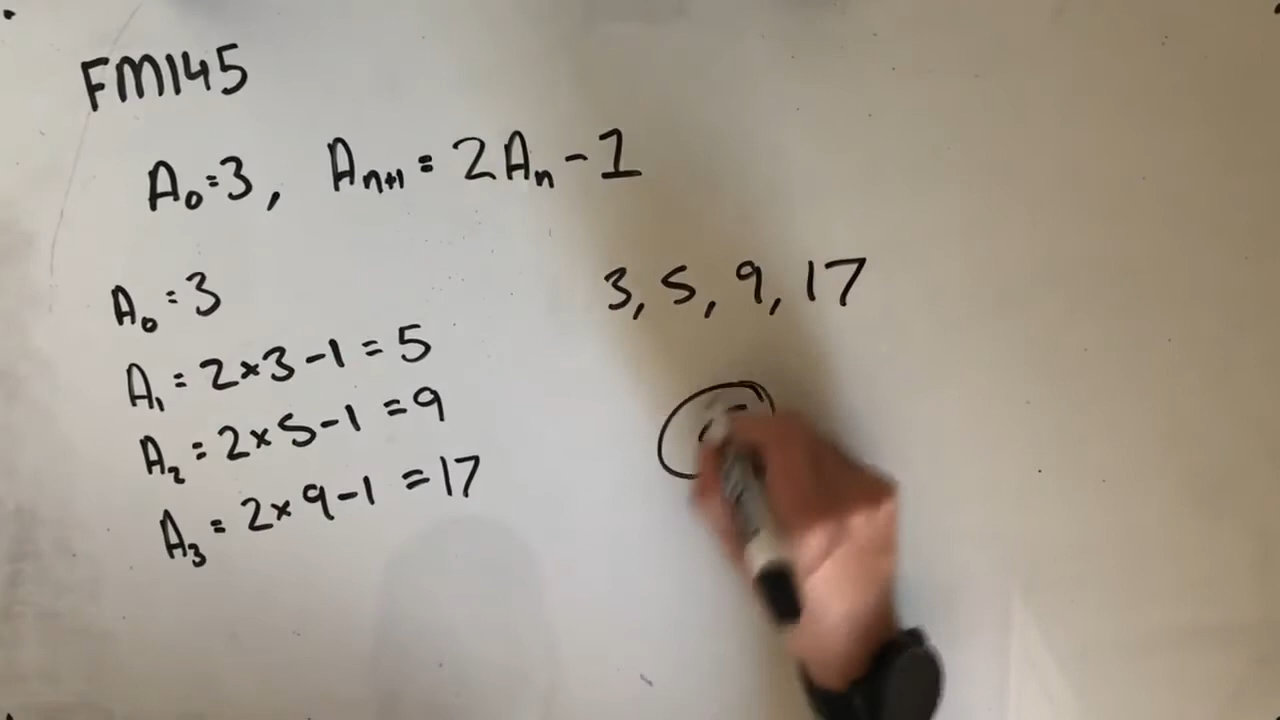 FM145
A₀=3, Aₙ₊₁ = 2Aₙ - 1
A₀ = 3
A₁ = 2×3-1 = 5
A₂ = 2×5-1 = 9
A₃ = 2×9-1 = 17
3, 5, 9, 17